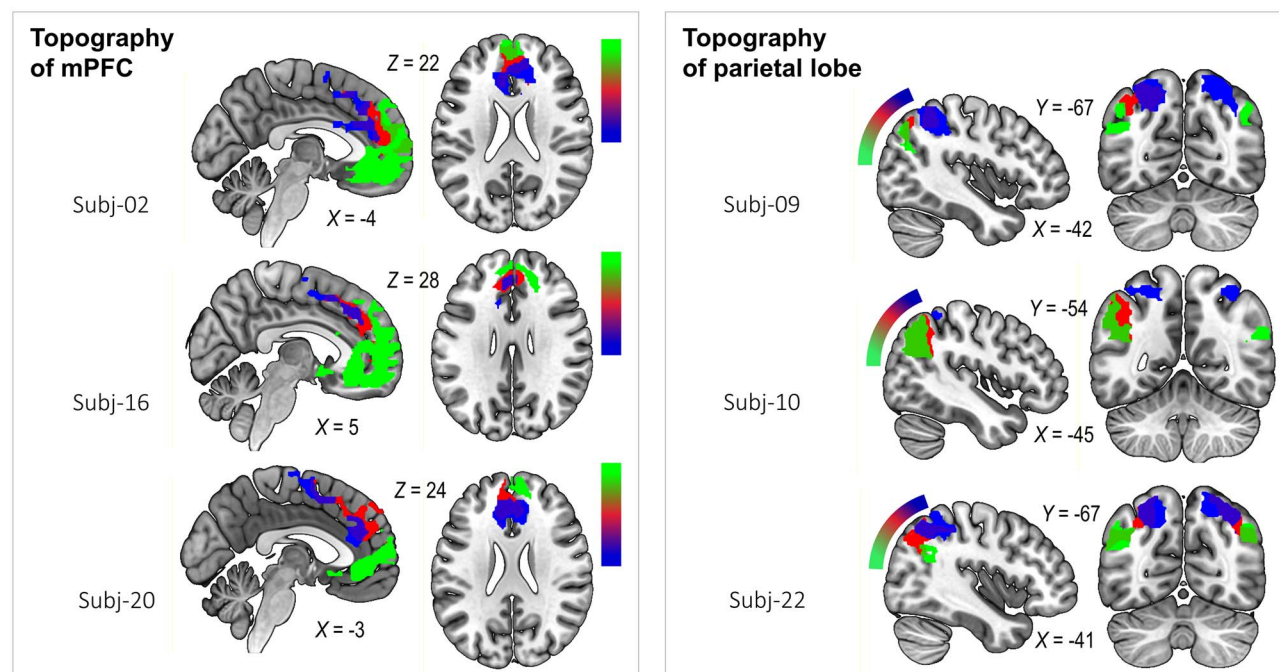 Topography
of mPFC
Z = 22
Subj-02
X = -4
Z = 28
Subj-16
X = 5
Z = 24
Subj-20
X = -3
Topography
of parietal lobe
Y = -67
Subj-09
X = -42
Y = -54
Subj-10
X = -45
Y = -67
Subj-22
X = -41